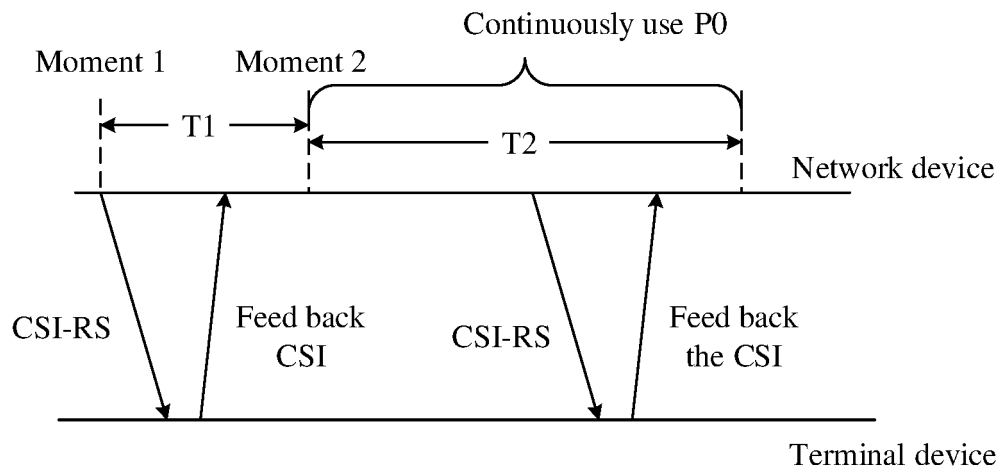 Continuously use P0
Moment 1
Moment 2
T1
T2
Network device
CSI-RS
Feed back
CSI
CSI-RS
Feed back
the CSI
Terminal device